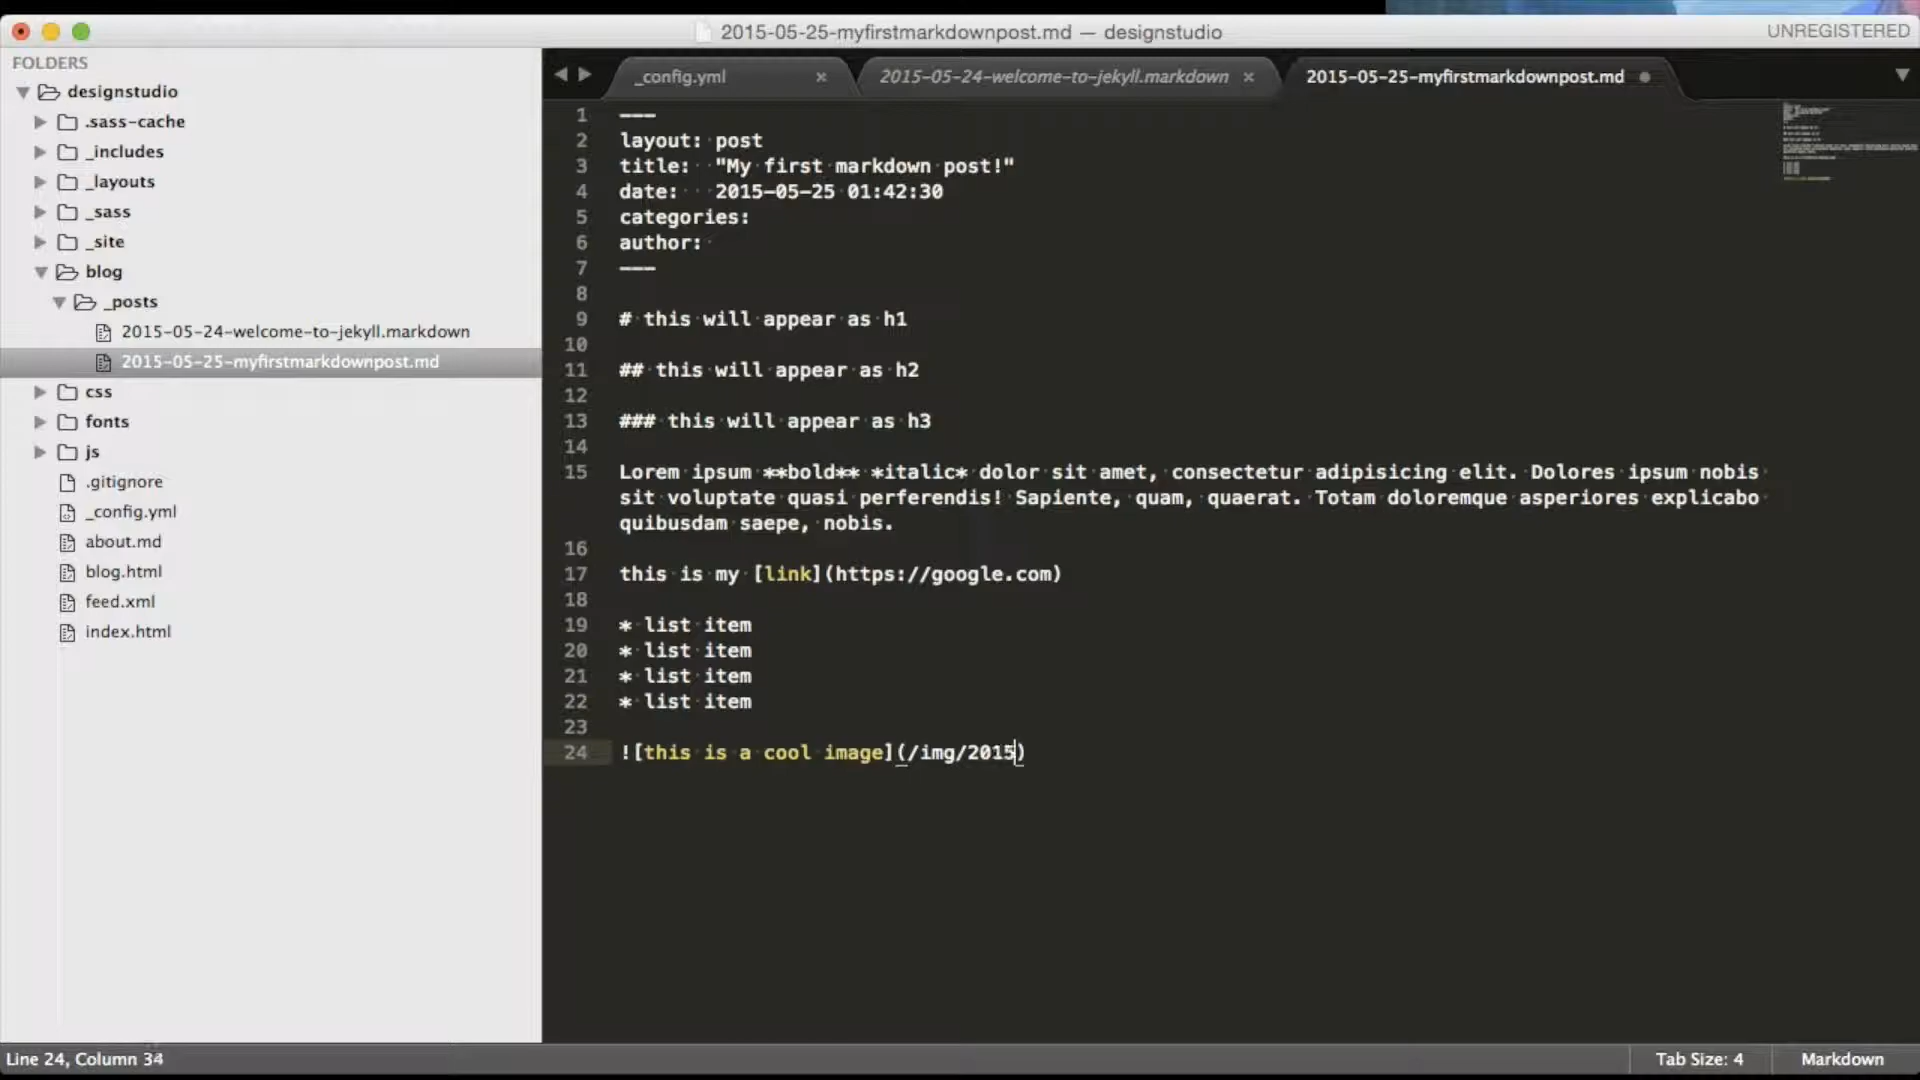 2015-05-25-myfirstmarkdownpost.md — designstudio
UNREGISTERED
FOLDERS
designstudio
.sass-cache
_includes
_layouts
_sass
_site
blog
_posts
2015-05-24-welcome-to-jekyll.markdown
2015-05-25-myfirstmarkdownpost.md
css
fonts
js
.gitignore
_config.yml
about.md
blog.html
feed.xml
index.html
_config.yml
2015-05-24-welcome-to-jekyll.markdown
2015-05-25-myfirstmarkdownpost.md
1 ---
2 layout: post
3 title:  "My first markdown post!"
4 date:   2015-05-25 01:42:30
5 categories:
6 author:
7 ---
8
9 # this will appear as h1
10
11 ## this will appear as h2
12
13 ### this will appear as h3
14
15 Lorem ipsum **bold** *italic* dolor sit amet, consectetur adipisicing elit. Dolores ipsum nobis
sit voluptate quasi perferendis! Sapiente, quam, quaerat. Totam doloremque asperiores explicabo
quibusdam saepe, nobis.
16
17 this is my [link](https://google.com)
18
19 * list item
20 * list item
21 * list item
22 * list item
23
24 ![this is a cool image](/img/2015)
Line 24, Column 34
Tab Size: 4
Markdown